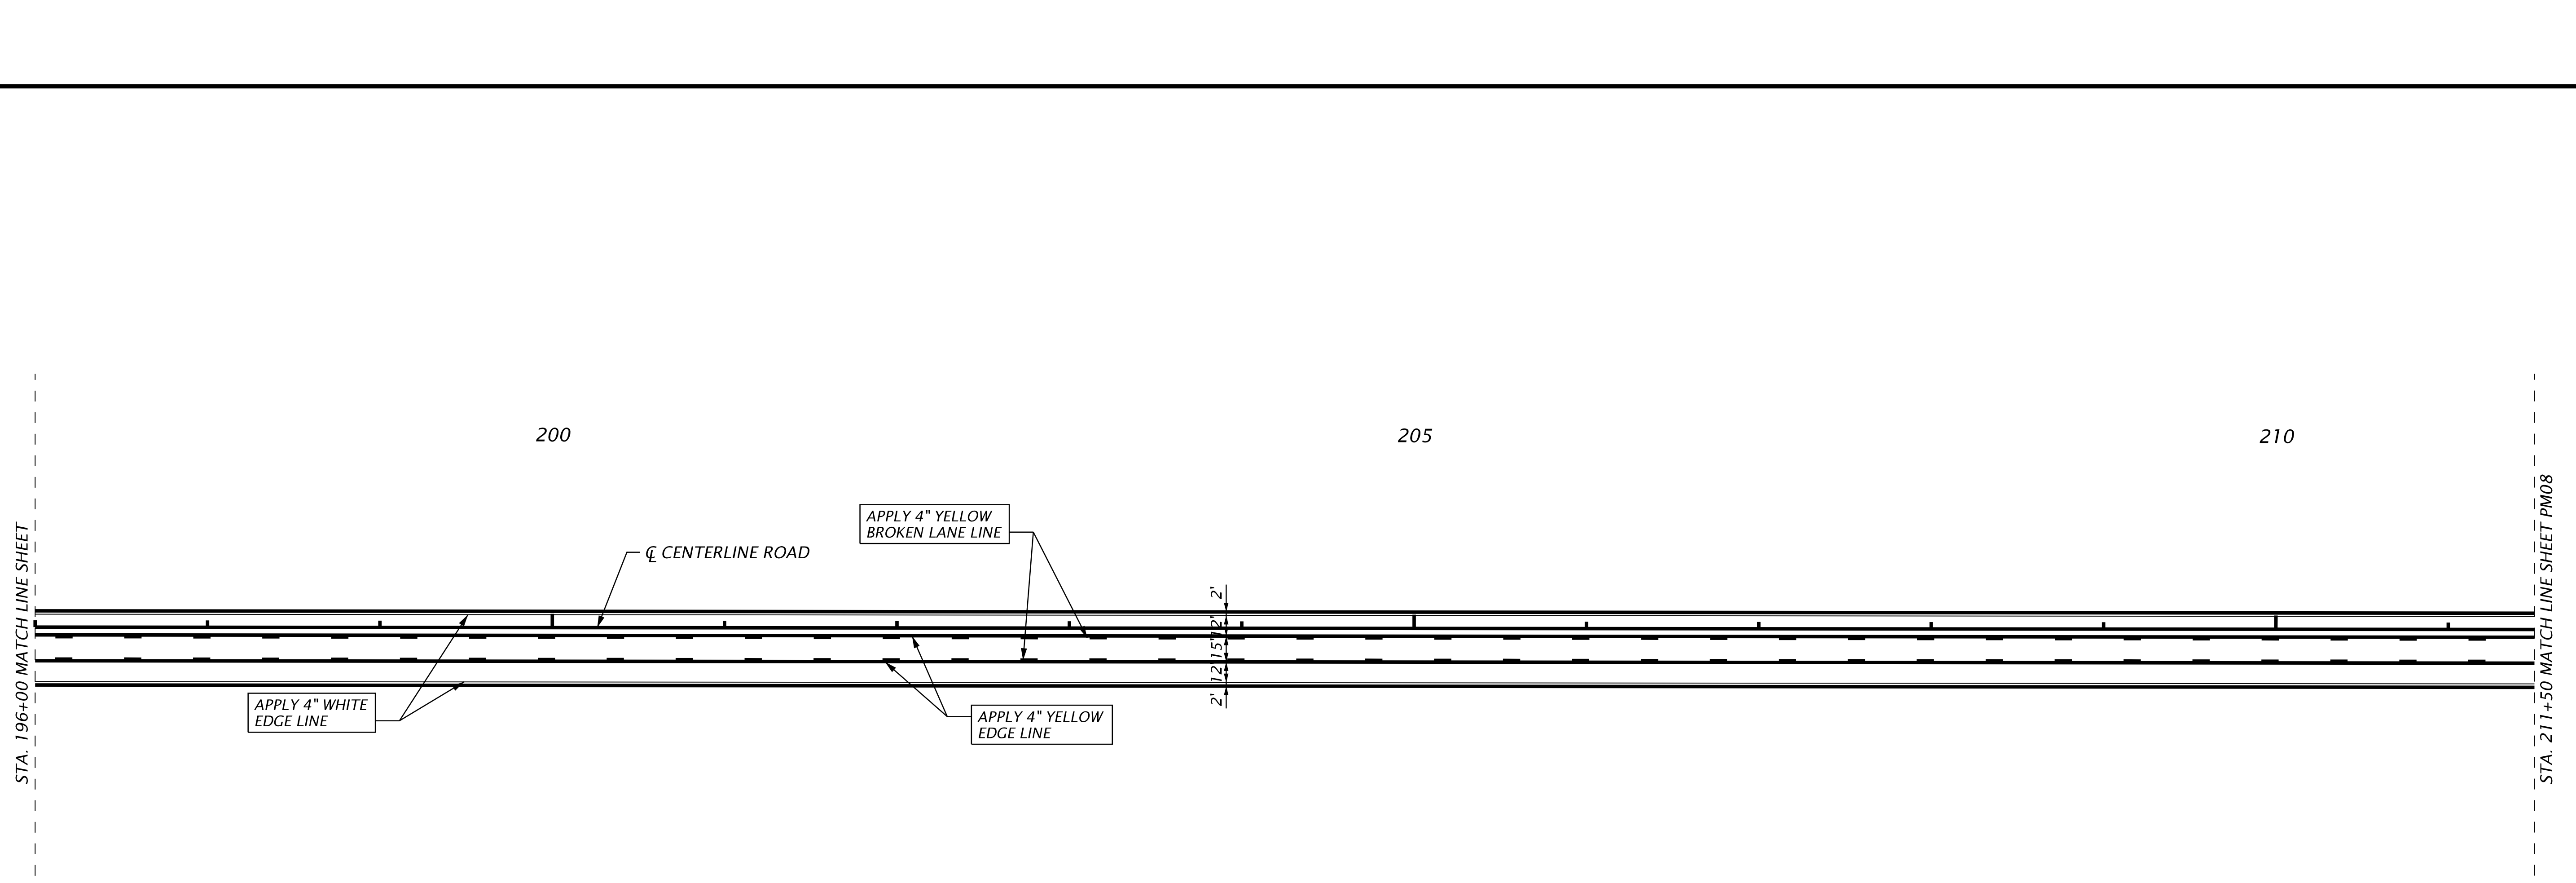 200
205
210
APPLY 4" YELLOW
BROKEN LANE LINE
℄ CENTERLINE ROAD
STA. 196+00 MATCH LINE SHEET
STA. 211+50 MATCH LINE SHEET PM08
2'
12'
15'
12
2'
APPLY 4" WHITE
EDGE LINE
APPLY 4" YELLOW
EDGE LINE